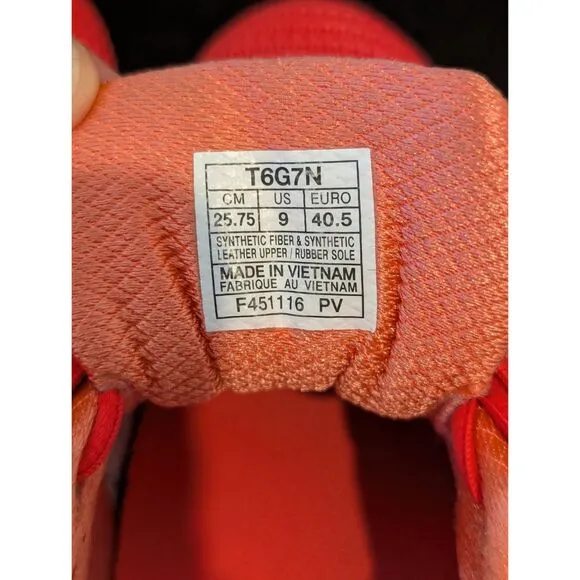 T6G7N
CM US EURO
25.75 9 40.5
SYNTHETIC FIBER & SYNTHETIC
LEATHER UPPER / RUBBER SOLE
MADE IN VIETNAM
FABRIQUE AU VIETNAM
F451116 PV